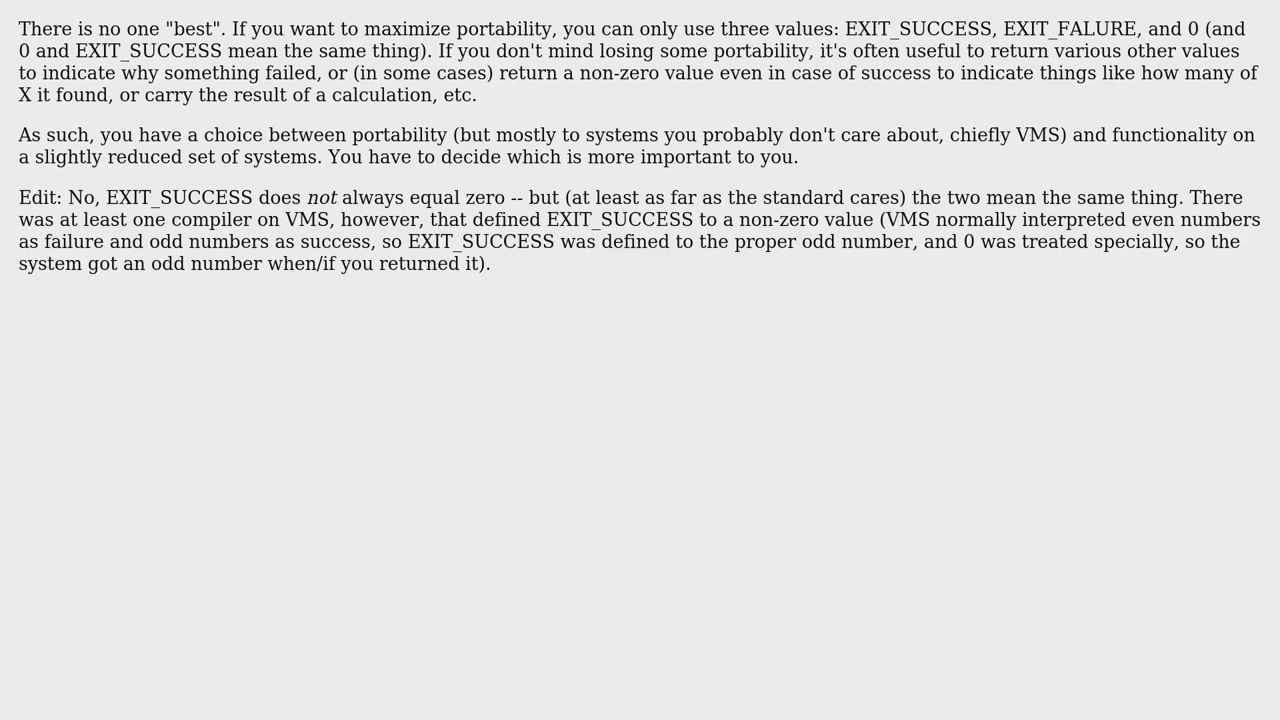 There is no one "best". If you want to maximize portability, you can only use three values: EXIT_SUCCESS, EXIT_FALURE, and 0 (and
0 and EXIT_SUCCESS mean the same thing). If you don't mind losing some portability, it's often useful to return various other values
to indicate why something failed, or (in some cases) return a non-zero value even in case of success to indicate things like how many of
X it found, or carry the result of a calculation, etc.
As such, you have a choice between portability (but mostly to systems you probably don't care about, chiefly VMS) and functionality on
a slightly reduced set of systems. You have to decide which is more important to you.
Edit: No, EXIT_SUCCESS does not always equal zero -- but (at least as far as the standard cares) the two mean the same thing. There
was at least one compiler on VMS, however, that defined EXIT_SUCCESS to a non-zero value (VMS normally interpreted even numbers
as failure and odd numbers as success, so EXIT_SUCCESS was defined to the proper odd number, and 0 was treated specially, so the
system got an odd number when/if you returned it).